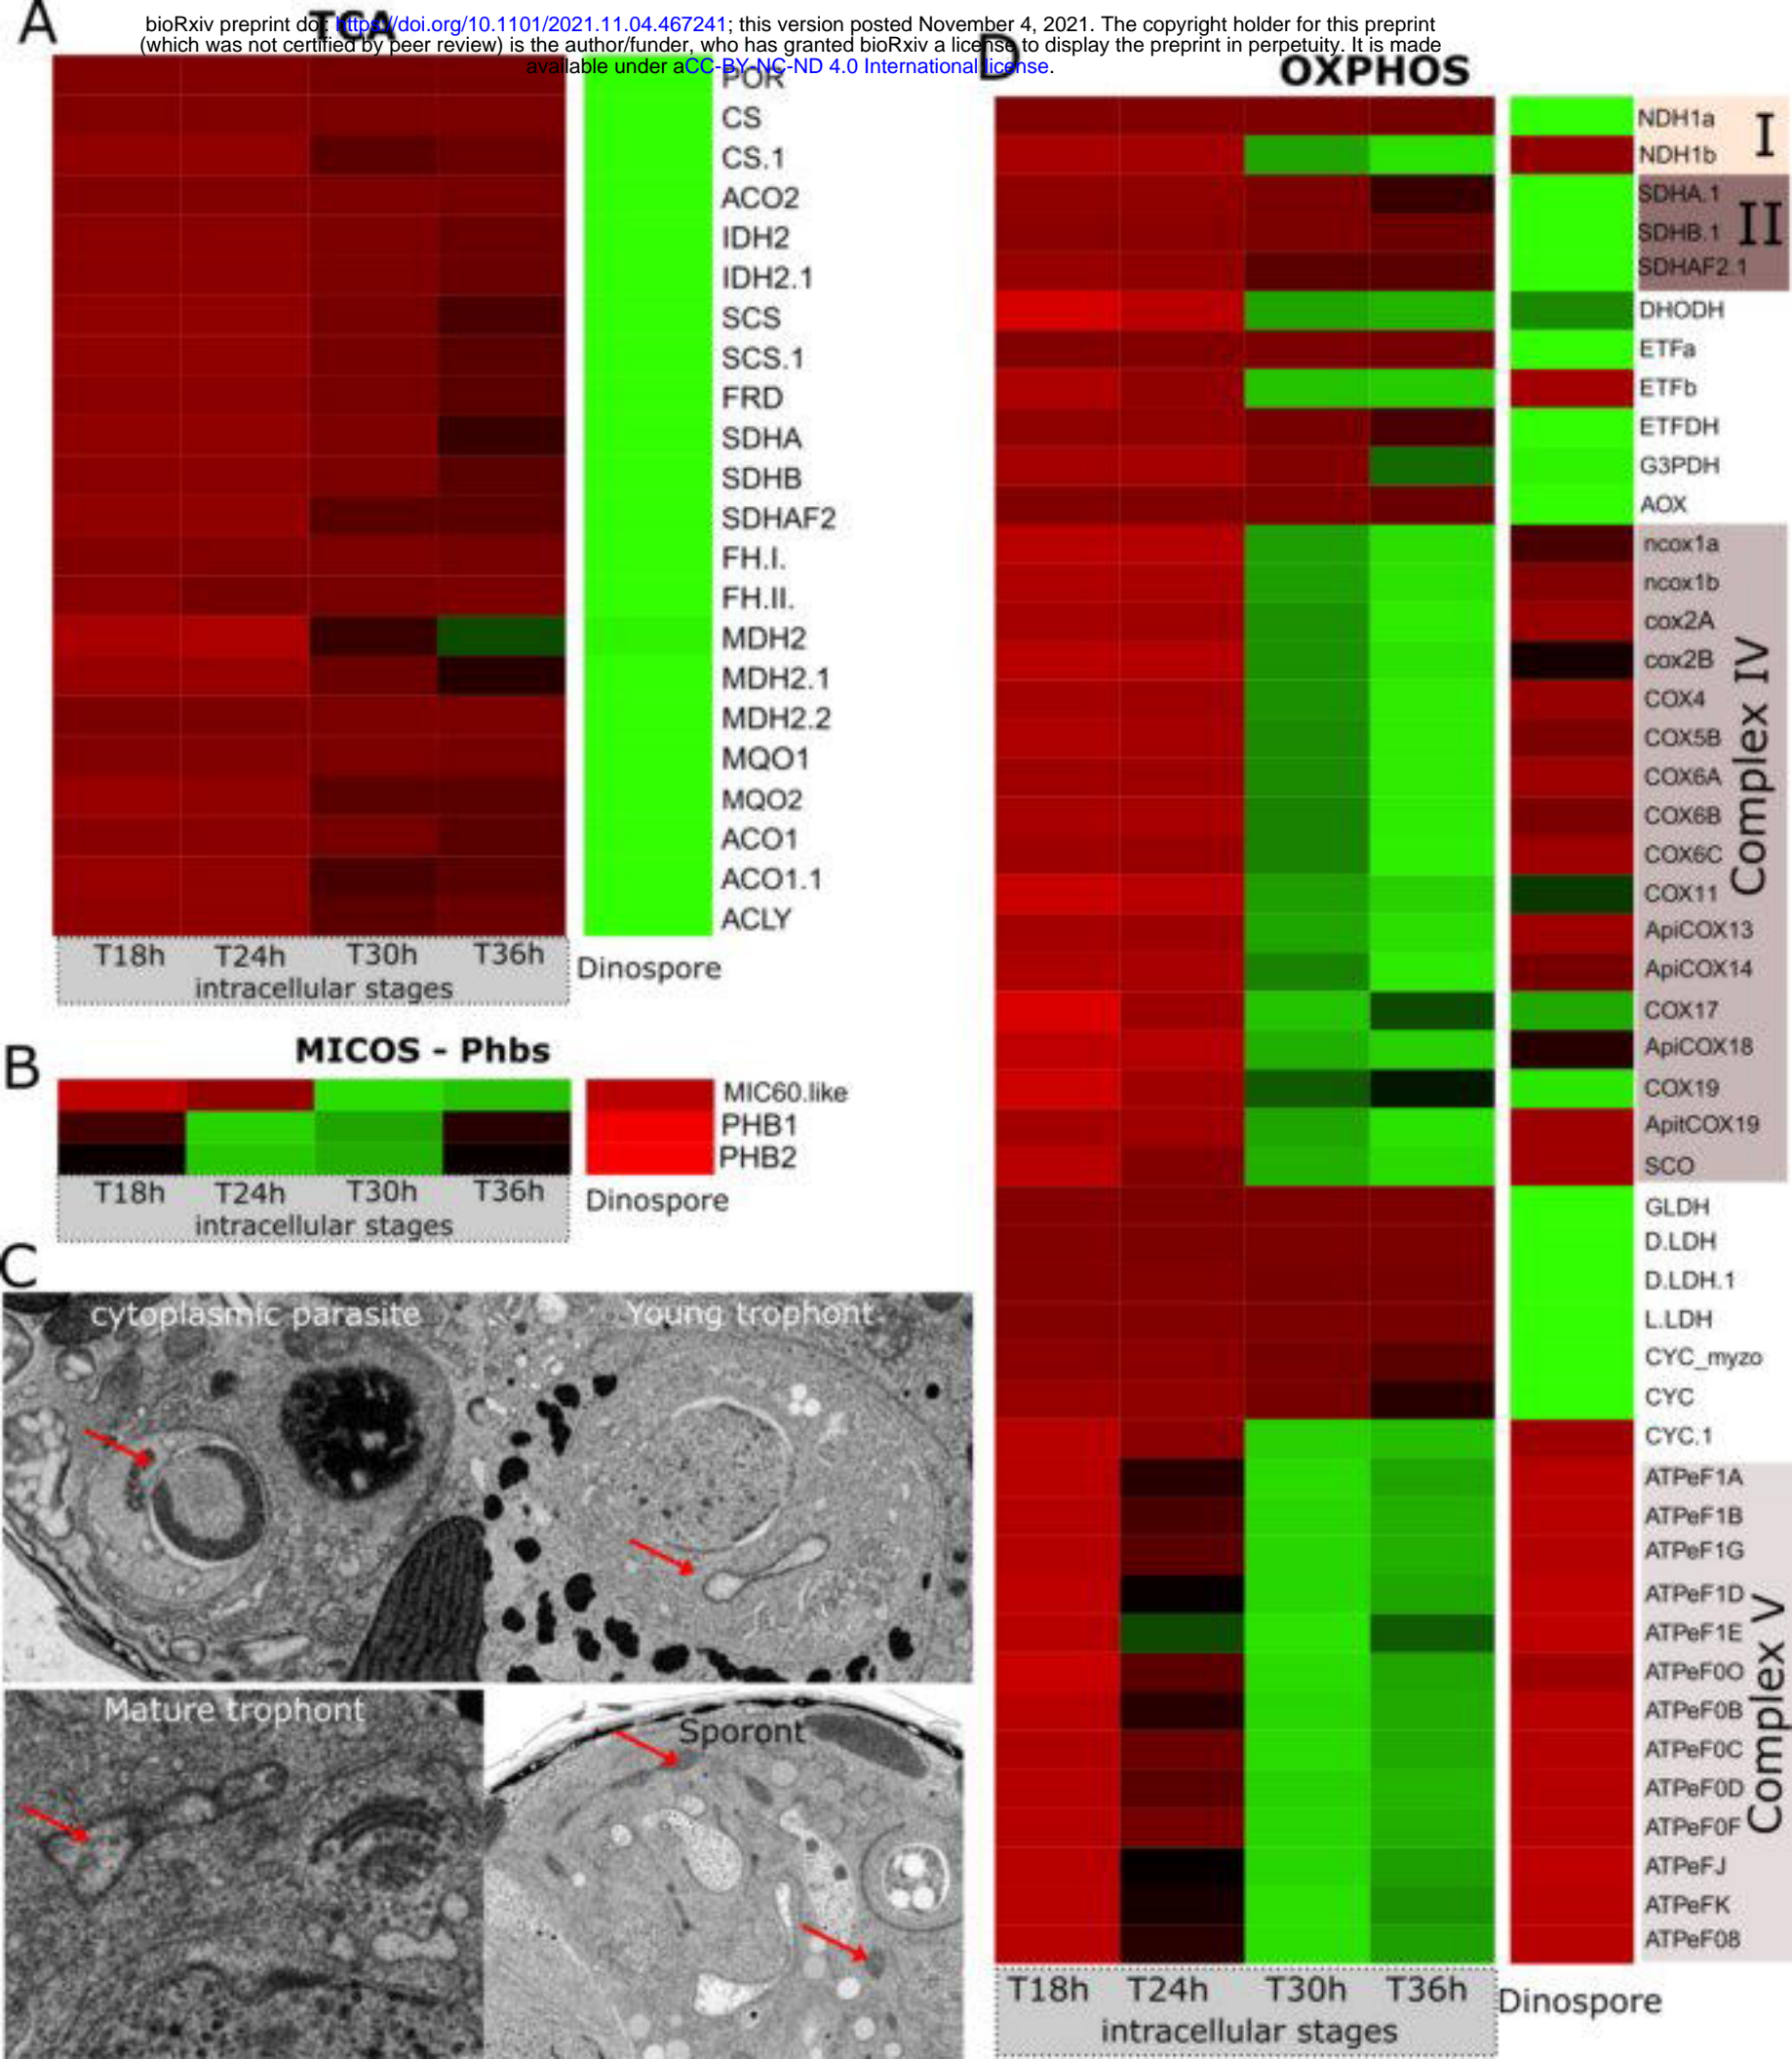 bioRxiv preprint doi: https://doi.org/10.1101/2021.11.04.467241; this version posted November 4, 2021. The copyright holder for this preprint
(which was not certified by peer review) is the author/funder, who has granted bioRxiv a license to display the preprint in perpetuity. It is made
available under aCC-BY-NC-ND 4.0 International license.
A
TCA
POR
CS
CS.1
ACO2
IDH2
IDH2.1
SCS
SCS.1
FRD
SDHA
SDHB
SDHAF2
FH.I.
FH.II.
MDH2
MDH2.1
MDH2.2
MQO1
MQO2
ACO1
ACO1.1
ACLY
T18h T24h T30h T36h
intracellular stages
Dinospore
B
MICOS - Phbs
MIC60.like
PHB1
PHB2
T18h T24h T30h T36h
intracellular stages
Dinospore
C
cytoplasmic parasite
Young trophont
Mature trophont
Sporont
D
OXPHOS
NDH1a
NDH1b
I
SDHA.1
SDHB.1
SDHAF2.1
II
DHODH
ETFa
ETFb
ETFDH
G3PDH
AOX
ncox1a
ncox1b
cox2A
cox2B
COX4
COX5B
COX6A
COX6B
COX6C
COX11
ApiCOX13
ApiCOX14
COX17
ApiCOX18
COX19
ApitCOX19
SCO
Complex IV
GLDH
D.LDH
D.LDH.1
L.LDH
CYC_myzo
CYC
CYC.1
ATPeF1A
ATPeF1B
ATPeF1G
ATPeF1D
ATPeF1E
ATPeF0O
ATPeF0B
ATPeF0C
ATPeF0D
ATPeF0F
ATPeFJ
ATPeFK
ATPeF08
Complex V
T18h T24h T30h T36h
intracellular stages
Dinospore